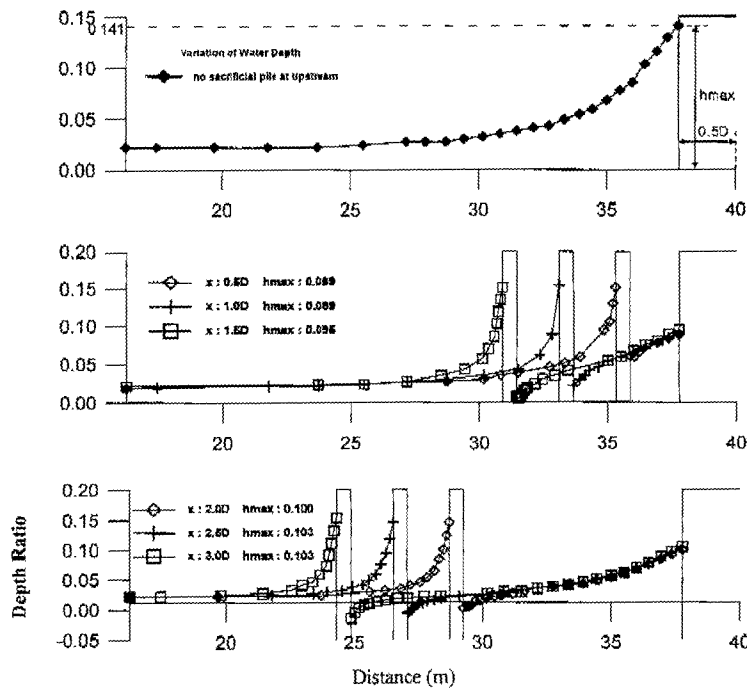 0.15
0.141
Variation of Water Depth
no sacrificial pile at upstream
0.10
0.05
0.00
hmax
0.5D
20 25 30 35 40
0.20
x : 0.5D hmax : 0.089
x : 1.0D hmax : 0.089
x : 1.5D hmax : 0.095
0.15
0.10
0.05
0.00
20 25 30 35 40
0.20
x : 2.0D hmax : 0.100
x : 2.5D hmax : 0.103
x : 3.0D hmax : 0.103
0.15
0.10
0.05
0.00
-0.05
Depth Ratio
20 25 30 35 40
Distance (m)